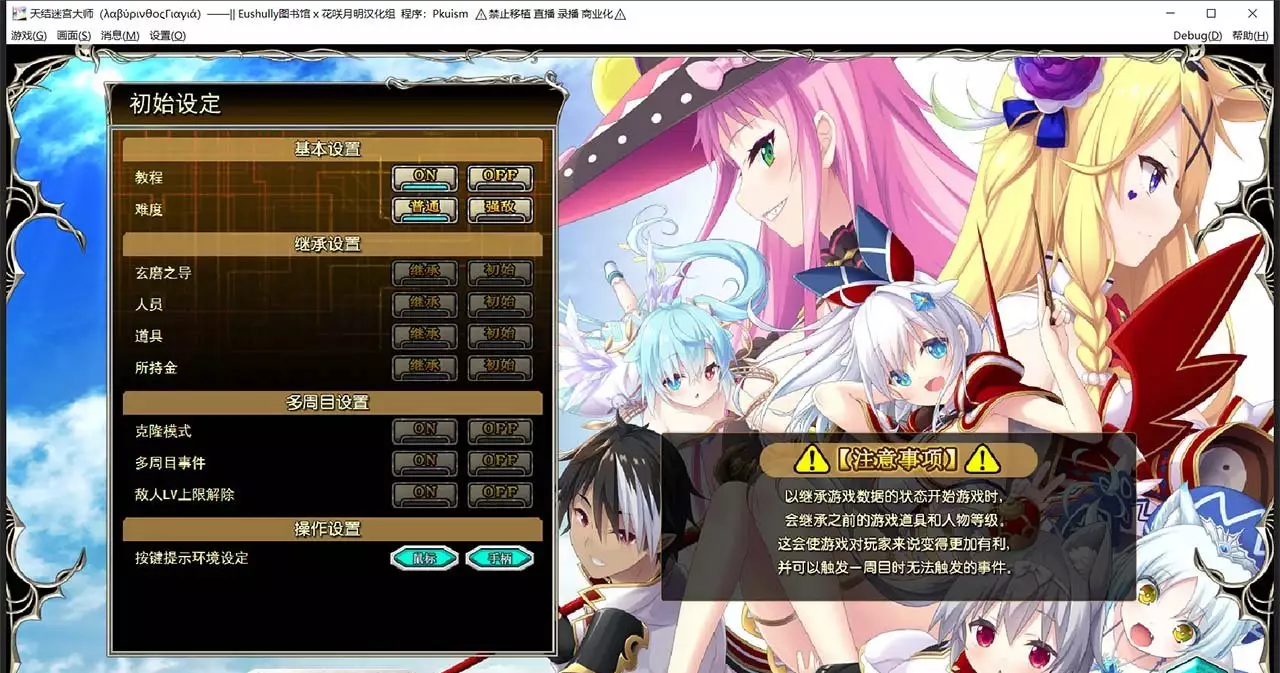 天结迷宫大师（λαβύρινθοςΓιαγιά）——|| Eushully图书馆 x 花咲月明汉化组 程序：Pkuism △禁止移植 直播 录播 商业化△
游戏(G) 画面(S) 消息(M) 设置(O) Debug(D) 帮助(H)
初始设定
基本设置
教程 ON OFF
难度 普通 强敌
继承设置
玄磨之导 继承 初始
人员 继承 初始
道具 继承 初始
所持金 继承 初始
多周目设置
克隆模式 ON OFF
多周目事件 ON OFF
敌人LV上限解除 ON OFF
操作设置
按键提示环境设定 鼠标 手柄
【注意事项】
以继承游戏数据的状态开始游戏时，
会继承之前的游戏道具和人物等级。
这会使游戏对玩家来说变得更加有利，
并可以触发一周目时无法触发的事件。